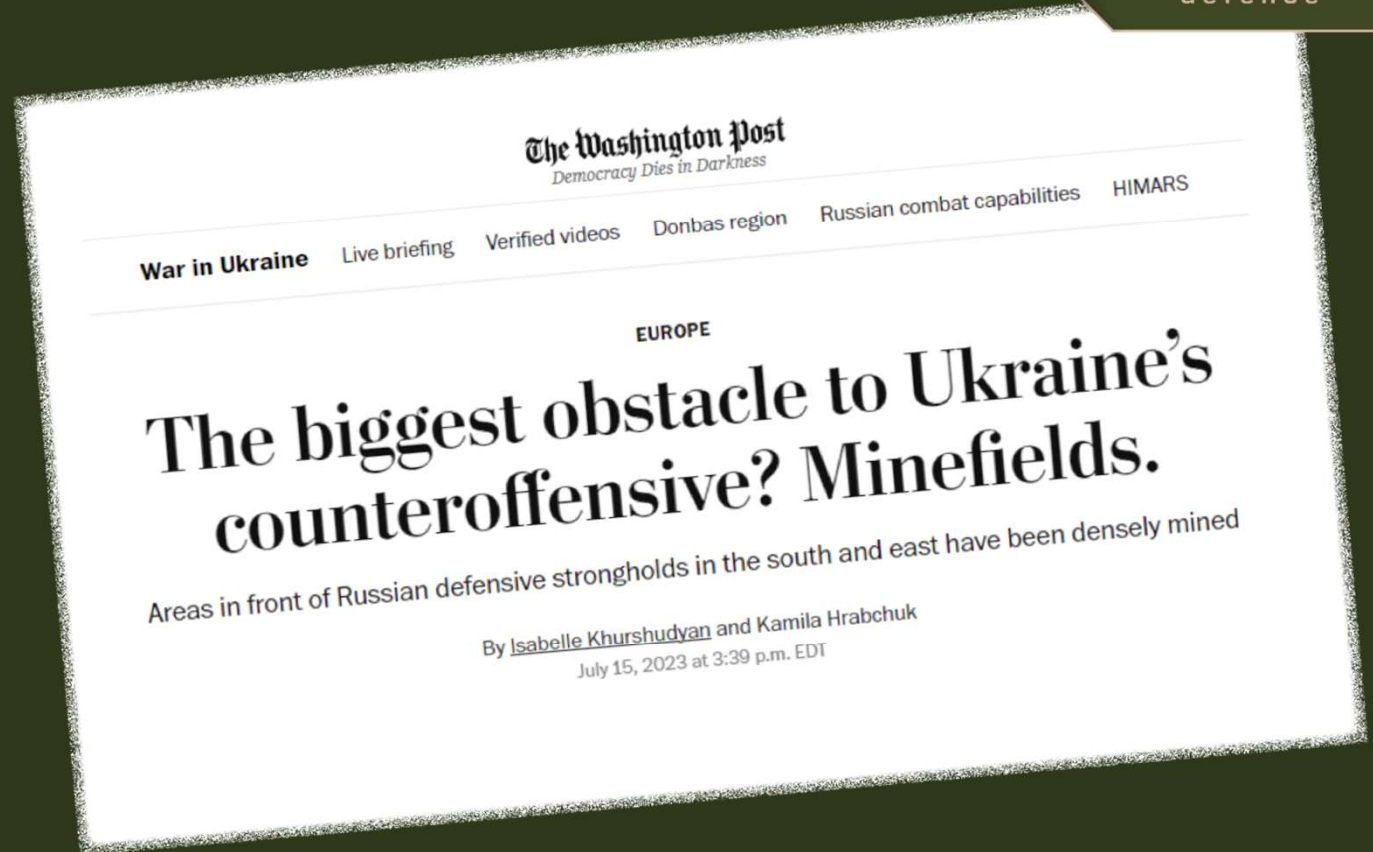 defence
The Washington Post
Democracy Dies in Darkness
War in Ukraine Live briefing Verified videos Donbas region Russian combat capabilities HIMARS
EUROPE
The biggest obstacle to Ukraine's
counteroffensive? Minefields.
Areas in front of Russian defensive strongholds in the south and east have been densely mined
By Isabelle Khurshudyan and Kamila Hrabchuk
July 15, 2023 at 3:39 p.m. EDT